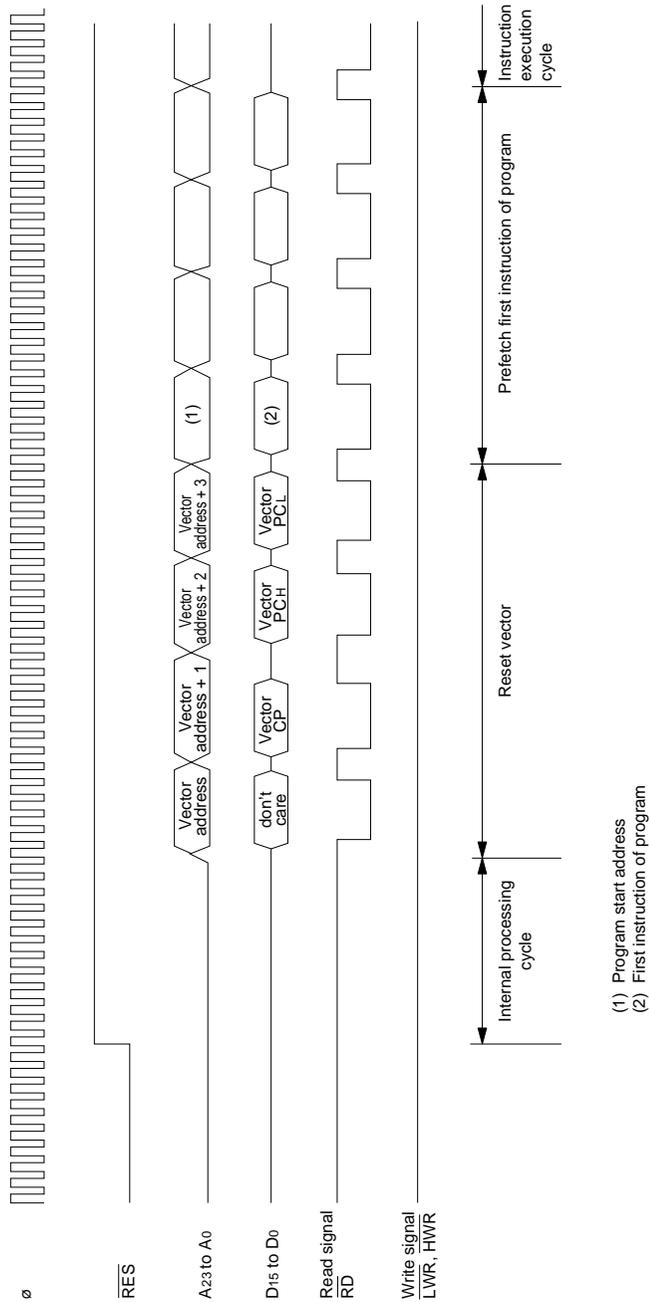 ø
RES
A23 to A0
D15 to D0
Read signal
RD
Write signal
LWR, HWR
Vector
address
Vector
address + 1
Vector
address + 2
Vector
address + 3
(1)
don't
care
Vector
CP
Vector
PCH
Vector
PCL
(2)
Internal processing
cycle
Reset vector
Prefetch first instruction of program
Instruction
execution
cycle
(1) Program start address
(2) First instruction of program